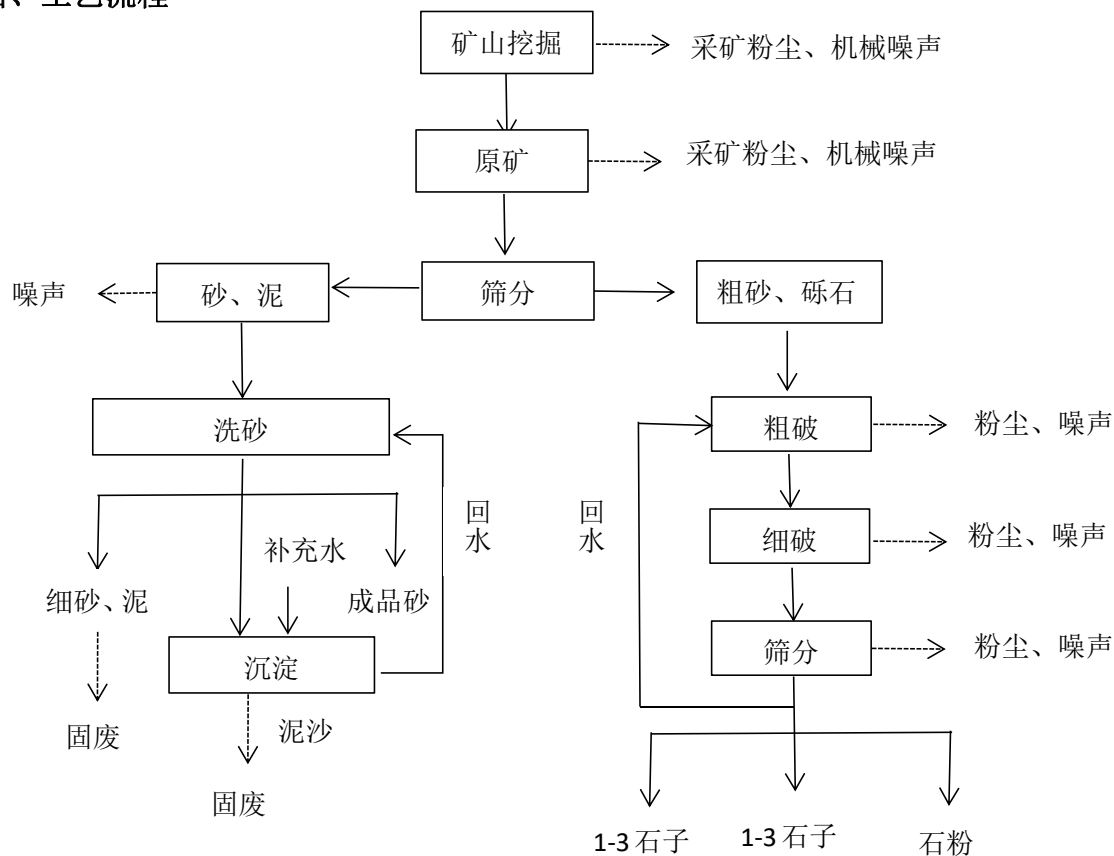 、工艺流程
矿山挖掘
采矿粉尘、机械噪声
原矿
采矿粉尘、机械噪声
噪声
砂、泥
筛分
粗砂、砾石
洗砂
粗破
粉尘、噪声
回水
回水
补充水
细破
粉尘、噪声
细砂、泥
成品砂
沉淀
筛分
粉尘、噪声
固废
泥沙
固废
1-3 石子
1-3 石子
石粉